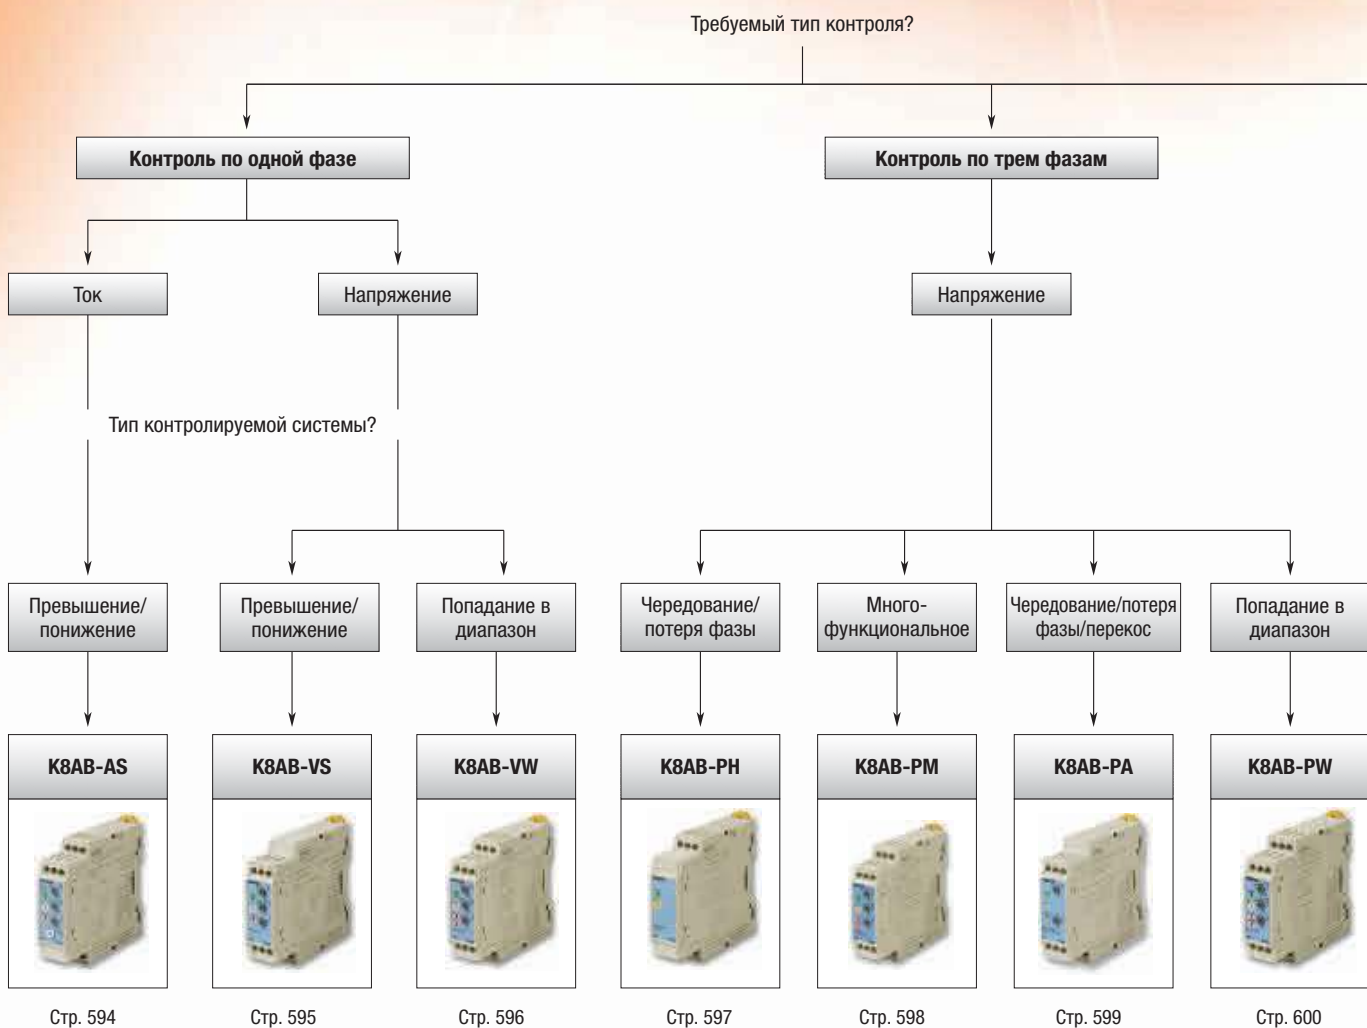 Требуемый тип контроля?
Контроль по одной фазе
Контроль по трем фазам
Ток
Напряжение
Напряжение
Тип контролируемой системы?
Превышение/
понижение
Превышение/
понижение
Попадание в
диапазон
Чередование/
потеря фазы
Много-
функциональное
Чередование/потеря
фазы/перекос
Попадание в
диапазон
K8AB-AS
K8AB-VS
K8AB-VW
K8AB-PH
K8AB-PM
K8AB-PA
K8AB-PW
Стр. 594
Стр. 595
Стр. 596
Стр. 597
Стр. 598
Стр. 599
Стр. 600